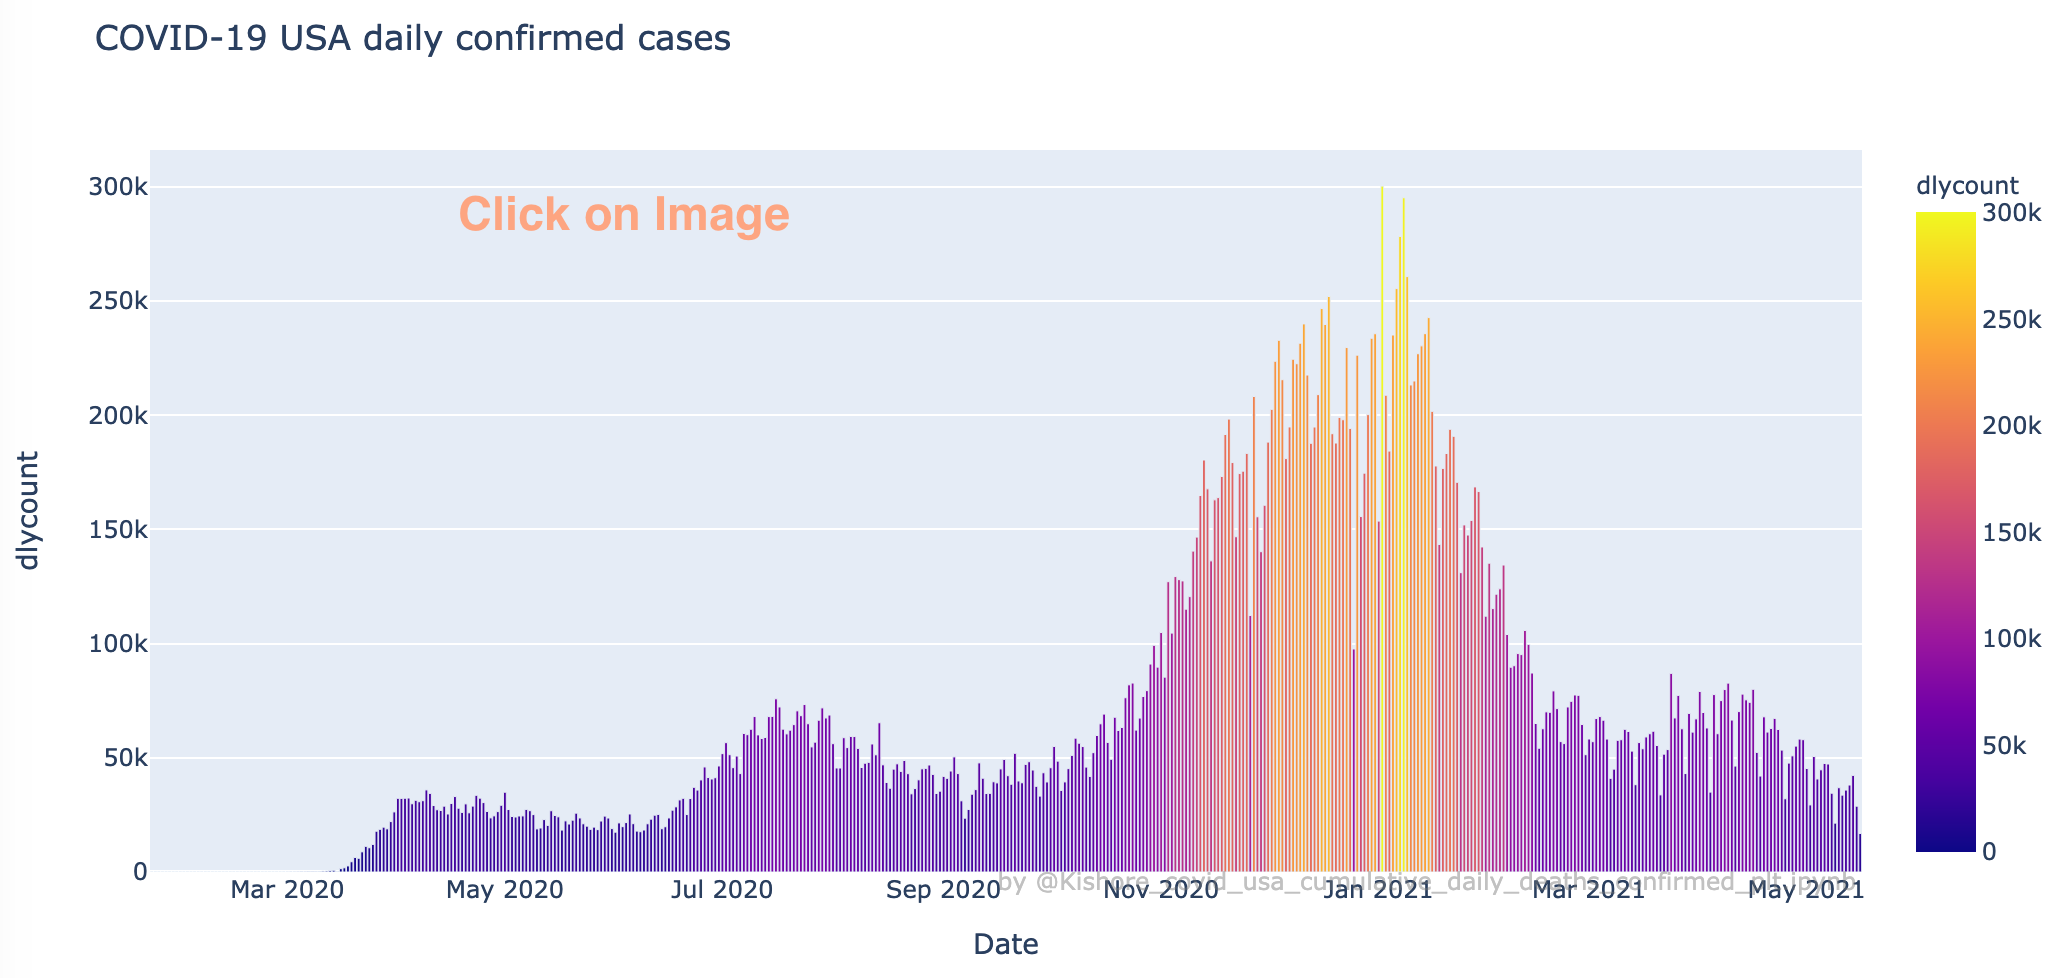 COVID-19 USA daily confirmed cases
Click on Image
dlycount
300k
250k
200k
150k
100k
50k
0
dlycount
300k
250k
200k
150k
100k
50k
0
by @Kishore_covid_usa_cumulative_daily_deaths_confirmed_plt.ipynb
Mar 2020 May 2020 Jul 2020 Sep 2020 Nov 2020 Jan 2021 Mar 2021 May 2021
Date